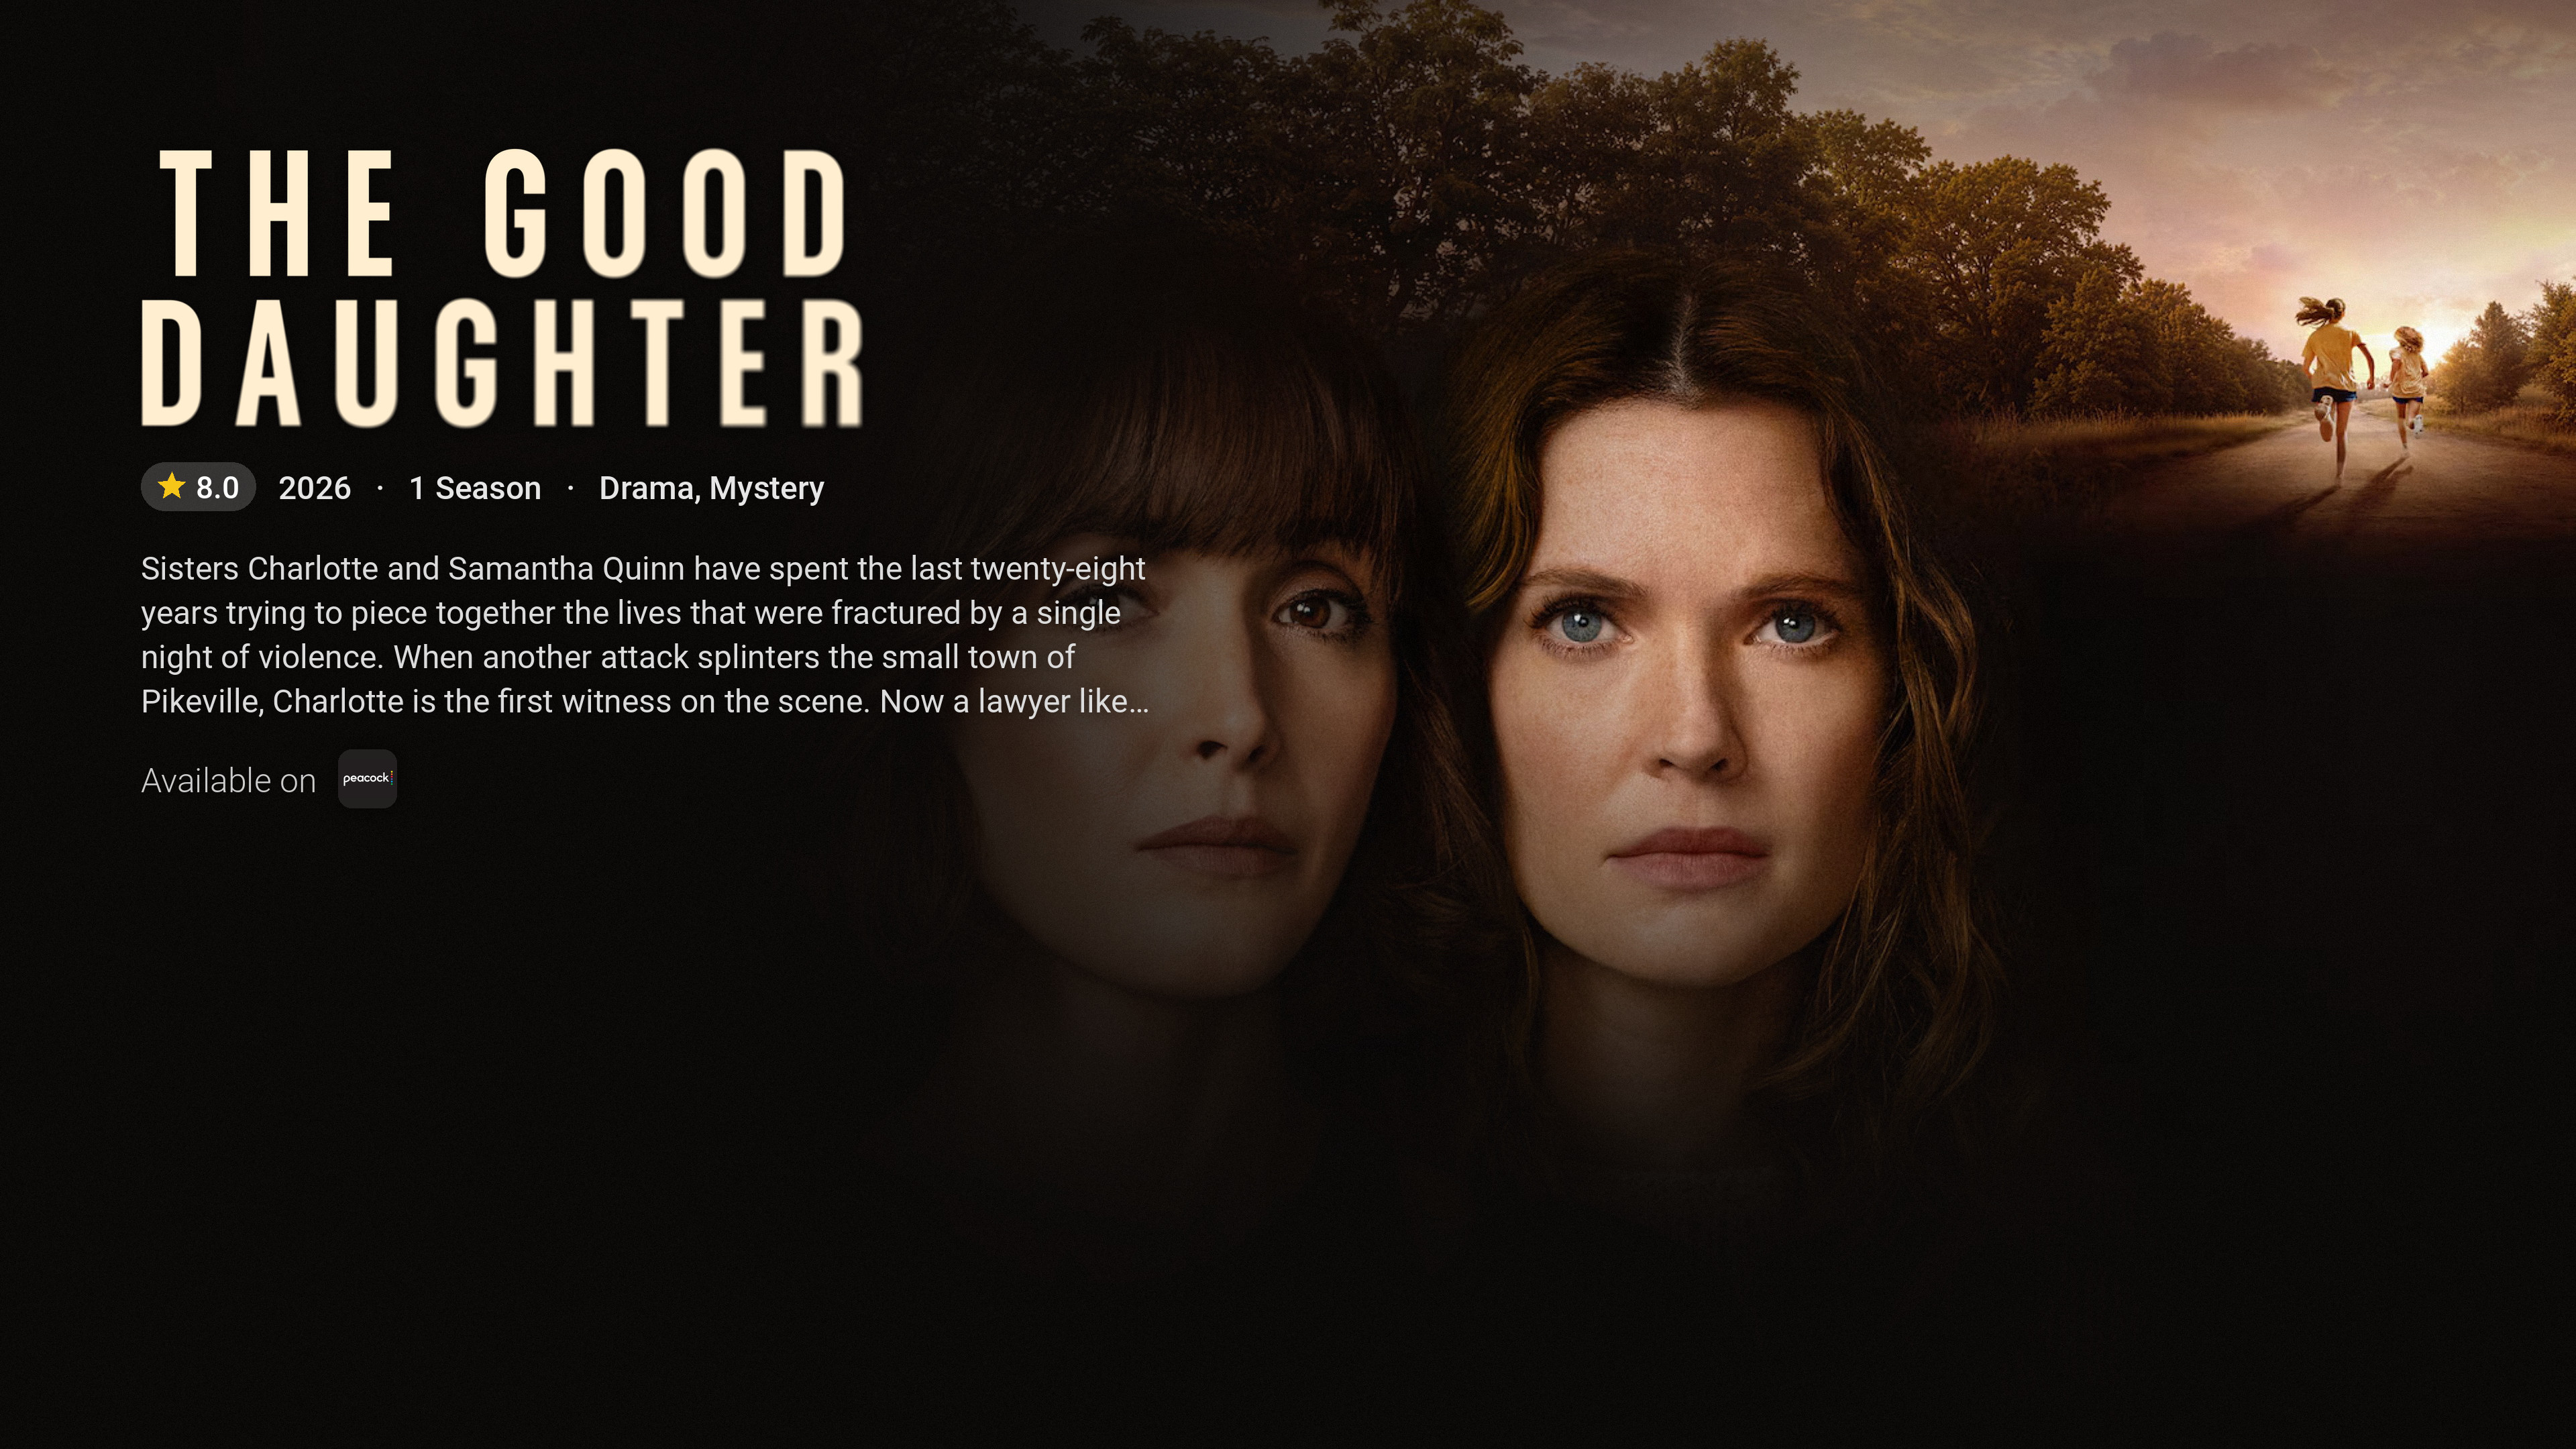 THE GOOD
DAUGHTER
8.0 2026 · 1 Season · Drama, Mystery
Sisters Charlotte and Samantha Quinn have spent the last twenty-eight
years trying to piece together the lives that were fractured by a single
night of violence. When another attack splinters the small town of
Pikeville, Charlotte is the first witness on the scene. Now a lawyer like…
Available on peacock